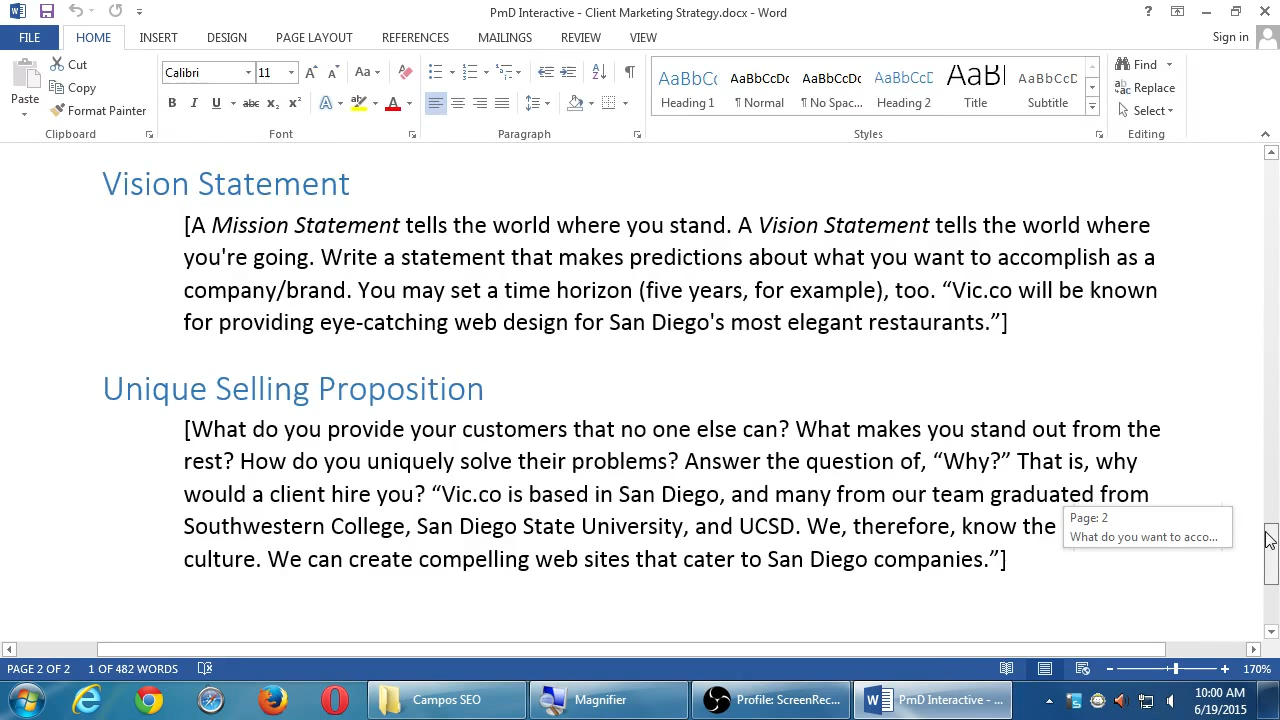 PmD Interactive - Client Marketing Strategy.docx - Word
FILE HOME INSERT DESIGN PAGE LAYOUT REFERENCES MAILINGS REVIEW VIEW Sign in
Paste
Cut
Copy
Format Painter
Clipboard
Calibri 11 Aa
B I U abc x₂ x² A A
Font
Paragraph
AaBbCc AaBbCcDc AaBbCcDc AaBbCcD AaB AaBbCcD
Heading 1 ¶ Normal ¶ No Spac... Heading 2 Title Subtitle
Styles
Find
Replace
Select
Editing
Vision Statement
[A Mission Statement tells the world where you stand. A Vision Statement tells the world where
you're going. Write a statement that makes predictions about what you want to accomplish as a
company/brand. You may set a time horizon (five years, for example), too. “Vic.co will be known
for providing eye-catching web design for San Diego's most elegant restaurants.”]
Unique Selling Proposition
[What do you provide your customers that no one else can? What makes you stand out from the
rest? How do you uniquely solve their problems? Answer the question of, “Why?” That is, why
would a client hire you? “Vic.co is based in San Diego, and many from our team graduated from
Southwestern College, San Diego State University, and UCSD. We, therefore, know the
culture. We can create compelling web sites that cater to San Diego companies.”]
Page: 2
What do you want to acco...
PAGE 2 OF 2 1 OF 482 WORDS 170%
Campos SEO Magnifier Profile: ScreenRec... PmD Interactive - ... 10:00 AM
6/19/2015